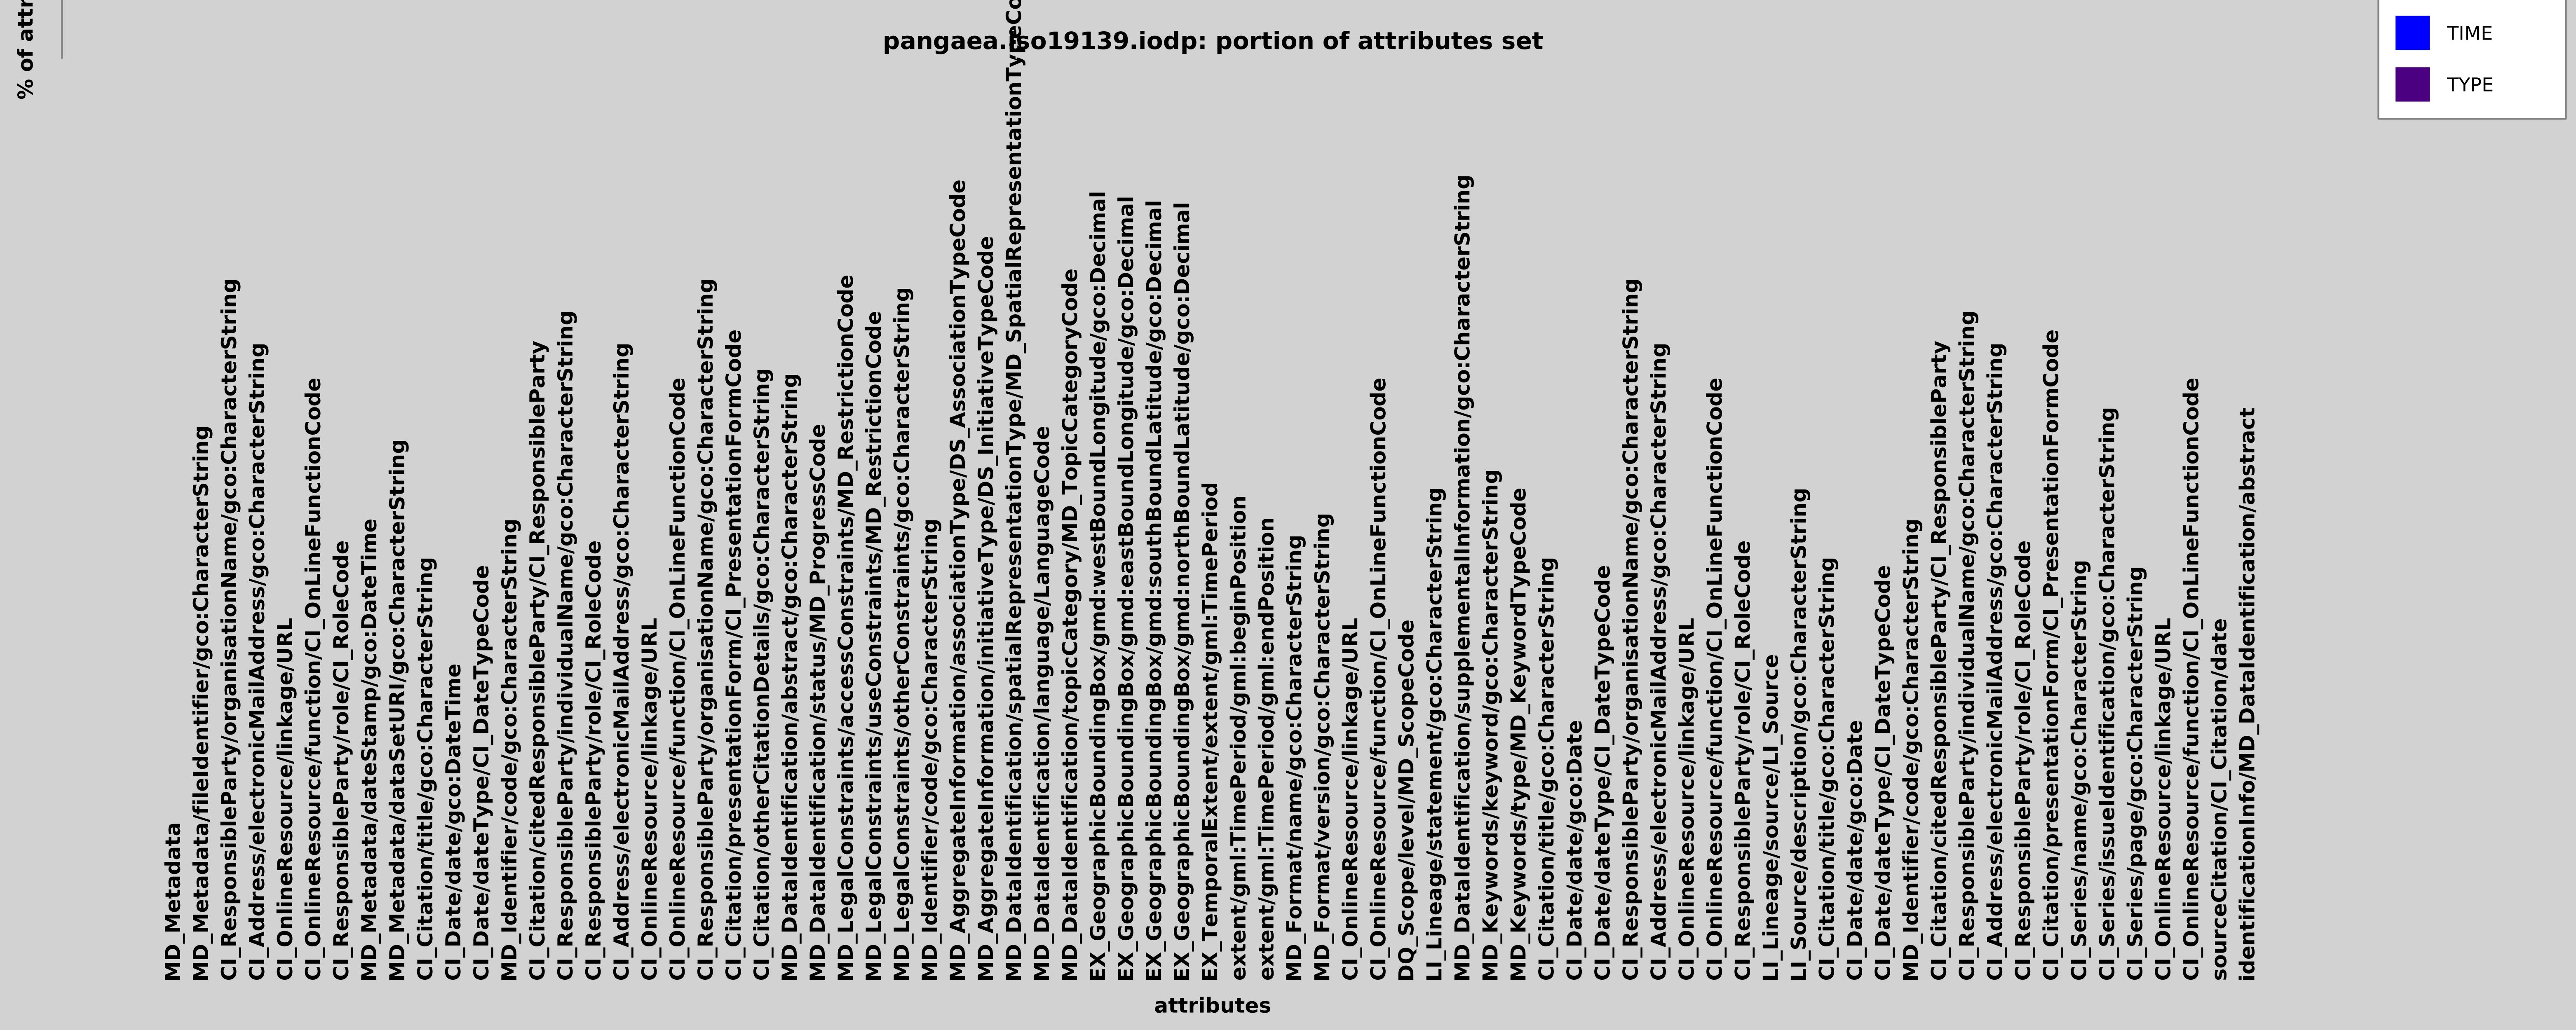 % of attr
pangaea.iso19139.iodp: portion of attributes set
TIME
TYPE
MD_Metadata
MD_Metadata/fileIdentifier/gco:CharacterString
CI_ResponsibleParty/organisationName/gco:CharacterString
CI_Address/electronicMailAddress/gco:CharacterString
CI_OnlineResource/linkage/URL
CI_OnlineResource/function/CI_OnLineFunctionCode
CI_ResponsibleParty/role/CI_RoleCode
MD_Metadata/dateStamp/gco:DateTime
MD_Metadata/dataSetURI/gco:CharacterString
CI_Citation/title/gco:CharacterString
CI_Date/date/gco:DateTime
CI_Date/dateType/CI_DateTypeCode
MD_Identifier/code/gco:CharacterString
CI_Citation/citedResponsibleParty/CI_ResponsibleParty
CI_ResponsibleParty/individualName/gco:CharacterString
CI_ResponsibleParty/role/CI_RoleCode
CI_Address/electronicMailAddress/gco:CharacterString
CI_OnlineResource/linkage/URL
CI_OnlineResource/function/CI_OnLineFunctionCode
CI_ResponsibleParty/organisationName/gco:CharacterString
CI_Citation/presentationForm/CI_PresentationFormCode
CI_Citation/otherCitationDetails/gco:CharacterString
MD_DataIdentification/abstract/gco:CharacterString
MD_DataIdentification/status/MD_ProgressCode
MD_LegalConstraints/accessConstraints/MD_RestrictionCode
MD_LegalConstraints/useConstraints/MD_RestrictionCode
MD_LegalConstraints/otherConstraints/gco:CharacterString
MD_Identifier/code/gco:CharacterString
MD_AggregateInformation/associationType/DS_AssociationTypeCode
MD_AggregateInformation/initiativeType/DS_InitiativeTypeCode
MD_DataIdentification/spatialRepresentationType/MD_SpatialRepresentationTypeCo
MD_DataIdentification/language/LanguageCode
MD_DataIdentification/topicCategory/MD_TopicCategoryCode
EX_GeographicBoundingBox/gmd:westBoundLongitude/gco:Decimal
EX_GeographicBoundingBox/gmd:eastBoundLongitude/gco:Decimal
EX_GeographicBoundingBox/gmd:southBoundLatitude/gco:Decimal
EX_GeographicBoundingBox/gmd:northBoundLatitude/gco:Decimal
EX_TemporalExtent/extent/gml:TimePeriod
extent/gml:TimePeriod/gml:beginPosition
extent/gml:TimePeriod/gml:endPosition
MD_Format/name/gco:CharacterString
MD_Format/version/gco:CharacterString
CI_OnlineResource/linkage/URL
CI_OnlineResource/function/CI_OnLineFunctionCode
DQ_Scope/level/MD_ScopeCode
LI_Lineage/statement/gco:CharacterString
MD_DataIdentification/supplementalInformation/gco:CharacterString
MD_Keywords/keyword/gco:CharacterString
MD_Keywords/type/MD_KeywordTypeCode
CI_Citation/title/gco:CharacterString
CI_Date/date/gco:Date
CI_Date/dateType/CI_DateTypeCode
CI_ResponsibleParty/organisationName/gco:CharacterString
CI_Address/electronicMailAddress/gco:CharacterString
CI_OnlineResource/linkage/URL
CI_OnlineResource/function/CI_OnLineFunctionCode
CI_ResponsibleParty/role/CI_RoleCode
LI_Lineage/source/LI_Source
LI_Source/description/gco:CharacterString
CI_Citation/title/gco:CharacterString
CI_Date/date/gco:Date
CI_Date/dateType/CI_DateTypeCode
MD_Identifier/code/gco:CharacterString
CI_Citation/citedResponsibleParty/CI_ResponsibleParty
CI_ResponsibleParty/individualName/gco:CharacterString
CI_Address/electronicMailAddress/gco:CharacterString
CI_ResponsibleParty/role/CI_RoleCode
CI_Citation/presentationForm/CI_PresentationFormCode
CI_Series/name/gco:CharacterString
CI_Series/issueIdentification/gco:CharacterString
CI_Series/page/gco:CharacterString
CI_OnlineResource/linkage/URL
CI_OnlineResource/function/CI_OnLineFunctionCode
sourceCitation/CI_Citation/date
identificationInfo/MD_DataIdentification/abstract
attributes